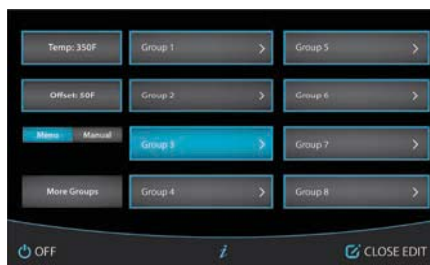 Temp: 350F
Group 1
Group 5
Offset: 50F
Group 2
Group 6
Menu
Manual
Group 3
Group 7
More Groups
Group 4
Group 8
OFF
i
CLOSE EDIT